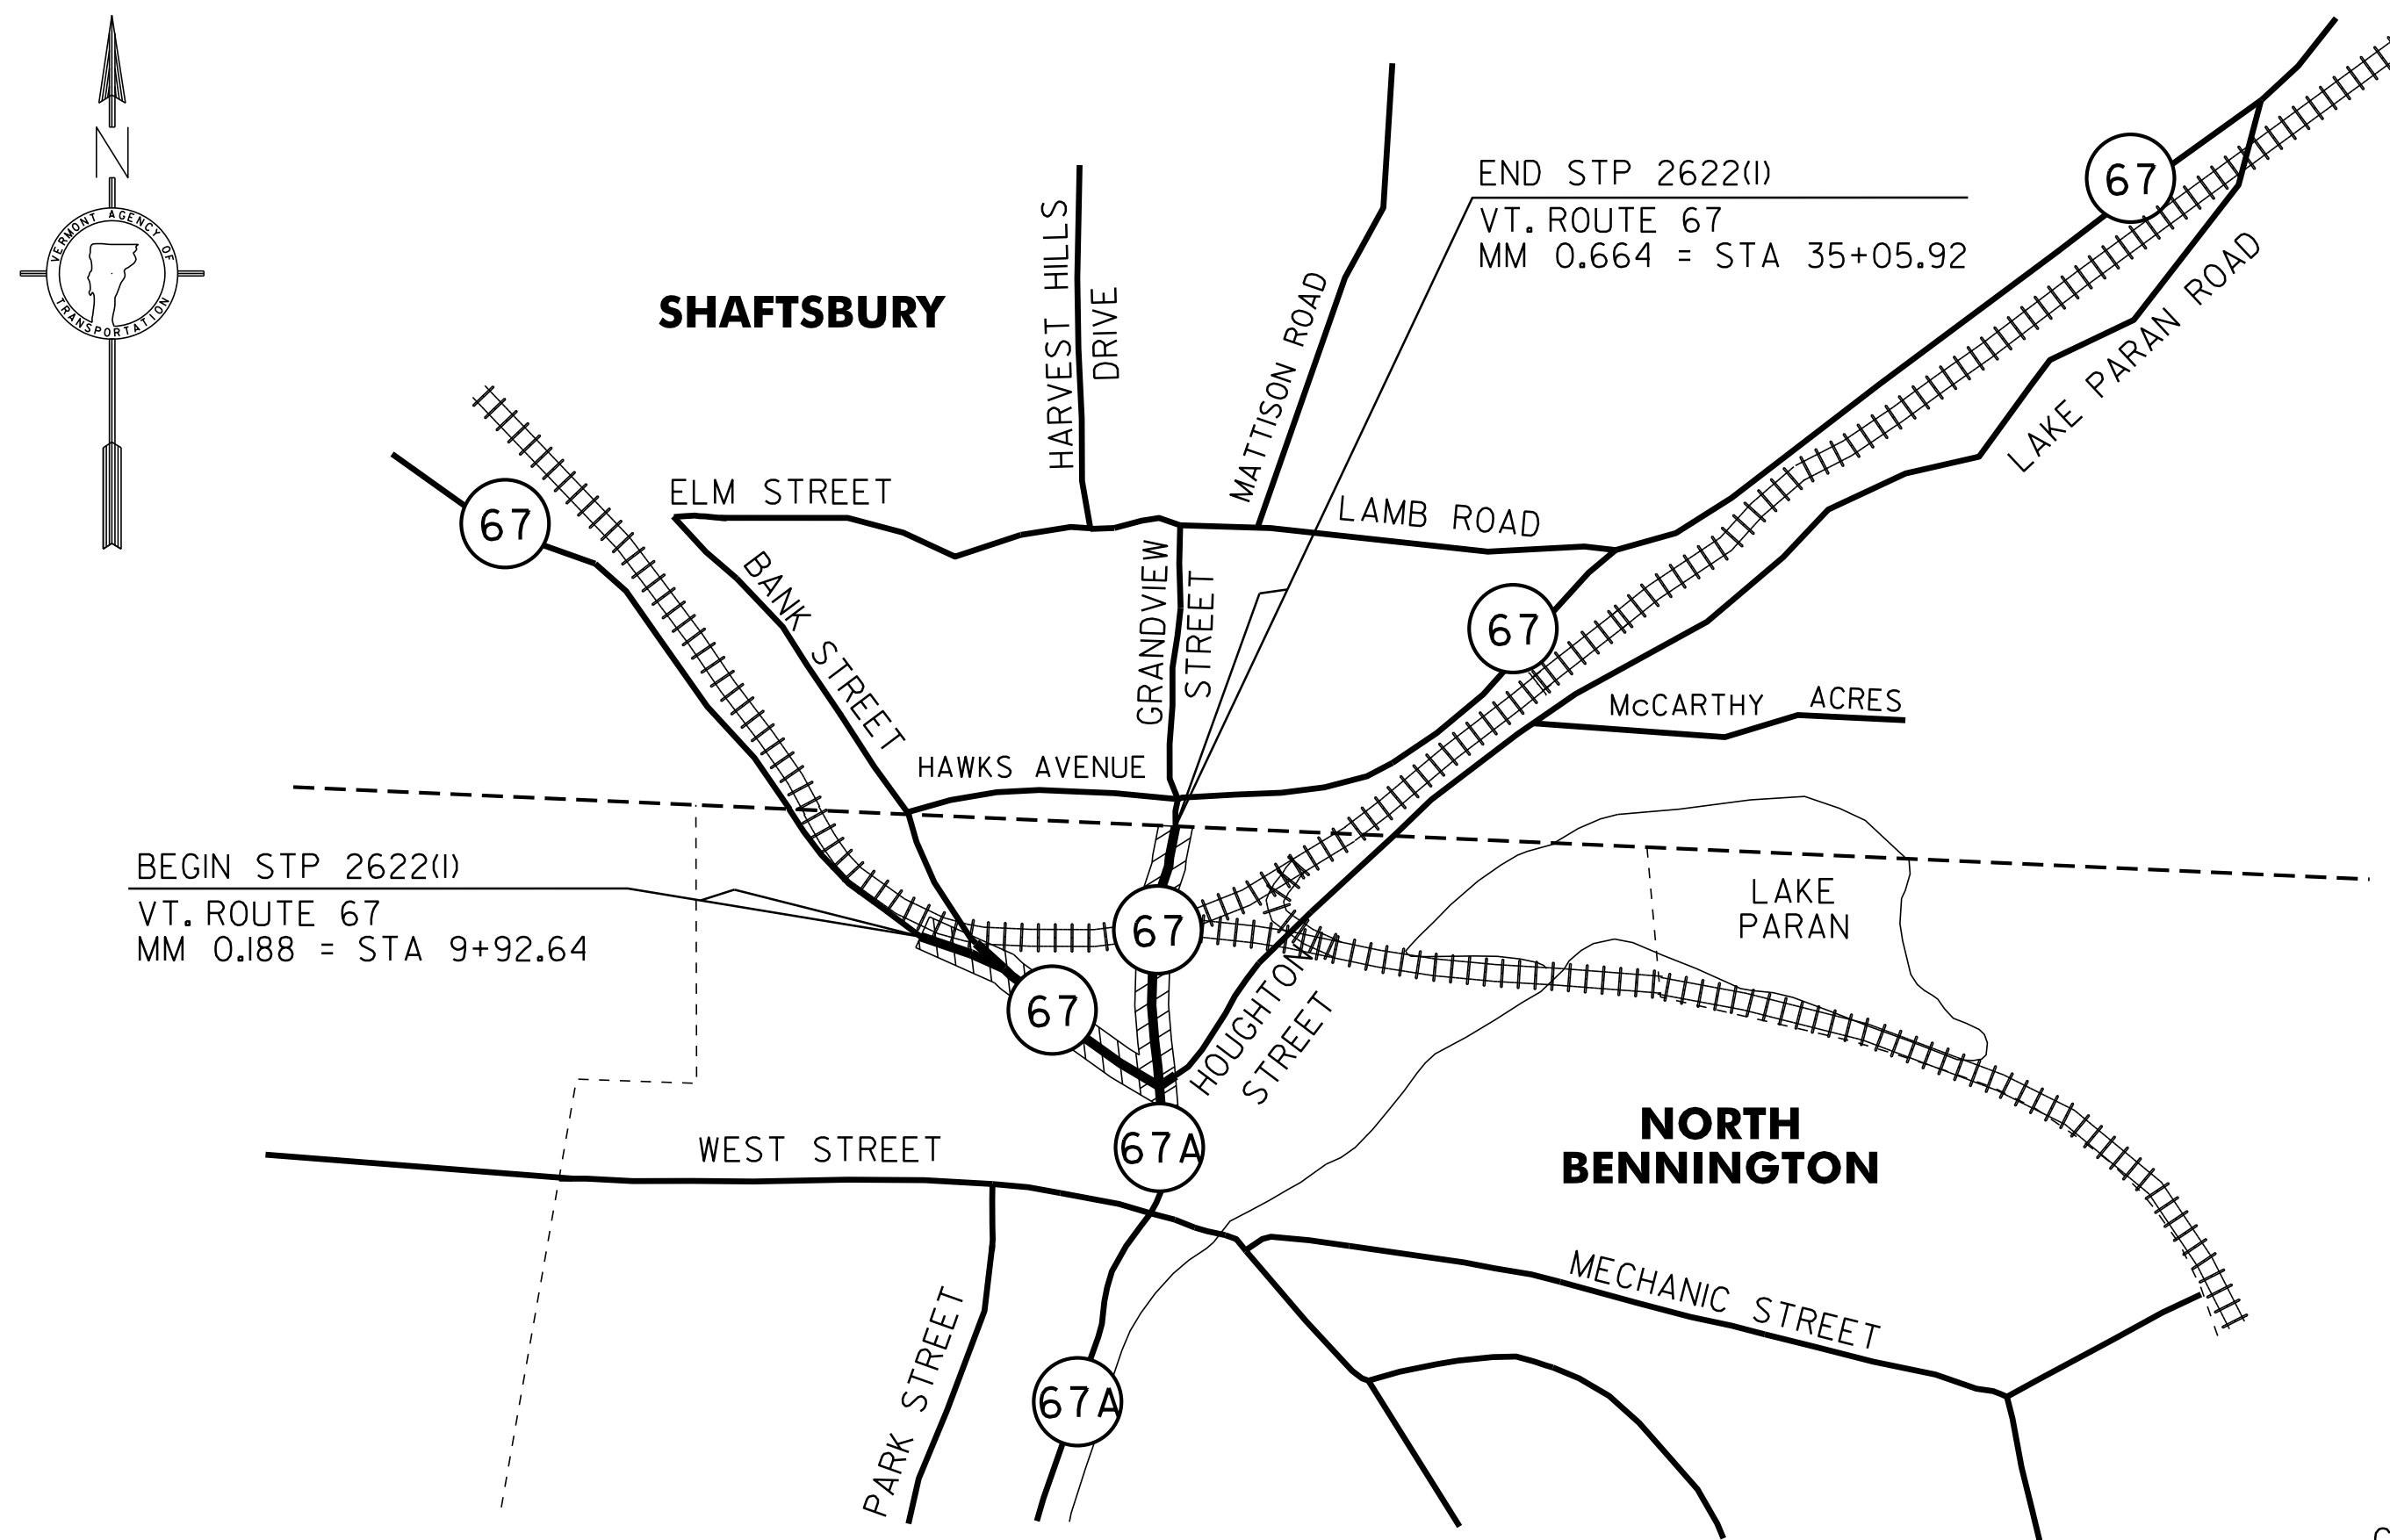 N
VERMONT AGENCY OF
TRANSPORTATION
END STP 2622(1)
VT. ROUTE 67
MM 0.664 = STA 35+05.92
67
SHAFTSBURY
HARVEST HILLS
DRIVE
MATTISON ROAD
LAKE PARAN ROAD
67
ELM STREET
LAMB ROAD
BANK STREET
GRANDVIEW
STREET
67
McCARTHY ACRES
HAWKS AVENUE
BEGIN STP 2622(1)
VT. ROUTE 67
MM 0.188 = STA 9+92.64
LAKE
PARAN
67
67
HOUGHTON
STREET
67A
WEST STREET
NORTH
BENNINGTON
MECHANIC STREET
PARK STREET
67A